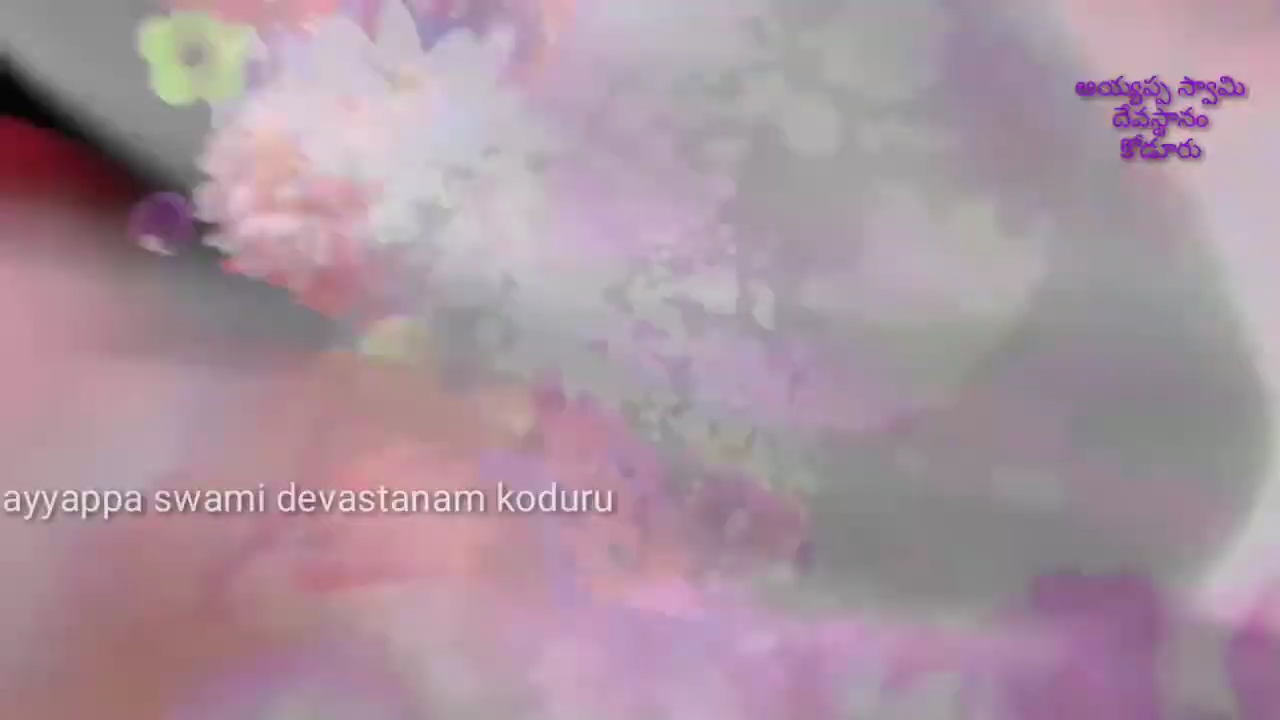 అయ్యప్ప స్వామి
దేవస్థానం
కోడూరు
ayyappa swami devastanam koduru